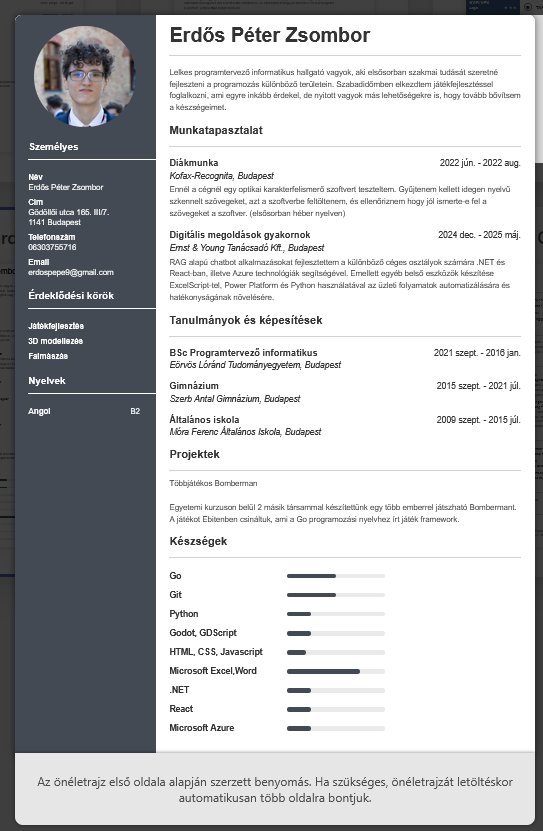 Erdős Péter Zsombor
Lelkes programtervező informatikus hallgató vagyok, aki elsősorban szakmai tudását szeretné
fejleszteni a programozás különböző területein. Szabadidőmben elkezdtem játékfejlesztéssel
foglalkozni, ami egyre inkább érdekel, de nyitott vagyok más lehetőségekre is, hogy tovább bővítsem
a készségeimet.
Személyes
Név
Erdős Péter Zsombor
Cím
Gödöllői utca 165. III/7.
1141 Budapest
Telefonszám
06303755716
Email
erdospepe9@gmail.com
Érdeklődési körök
Játékfejlesztés
3D modellezés
Falmászás
Nyelvek
Angol B2
Munkatapasztalat
Diákmunka 2022 jún. - 2022 aug.
Kofax-Recognita, Budapest
Ennél a cégnél egy optikai karakterfelismerő szoftvert teszteltem. Gyűjtenem kellett idegen nyelvű
szkennelt szövegeket, azt a szoftverbe feltöltenem, és ellenőriznem hogy jól ismerte-e fel a
szövegeket a szoftver. (elsősorban héber nyelven)
Digitális megoldások gyakornok 2024 dec. - 2025 máj.
Ernst & Young Tanácsadó Kft., Budapest
RAG alapú chatbot alkalmazásokat fejlesztettem a különböző céges osztályok számára .NET és
React-ban, illetve Azure technológiák segítségével. Emellett egyéb belső eszközök készítése
ExcelScript-tel, Power Platform és Python használatával az üzleti folyamatok automatizálására és
hatékonyságának növelésére.
Tanulmányok és képesítések
BSc Programtervező informatikus 2021 szept. - 2016 jan.
Eörvös Lóránd Tudományegyetem, Budapest
Gimnázium 2015 szept. - 2021 júl.
Szerb Antal Gimnázium, Budapest
Általános iskola 2009 szept. - 2015 júl.
Móra Ferenc Általános Iskola, Budapest
Projektek
Többjátékos Bomberman
Egyetemi kurzuson belül 2 másik társammal készítettünk egy több emberrel játszható Bombermant.
A játékot Ebitenben csináltuk, ami a Go programozási nyelvhez írt játék framework.
Készségek
Go
Git
Python
Godot, GDScript
HTML, CSS, Javascript
Microsoft Excel,Word
.NET
React
Microsoft Azure
Az önéletrajz első oldala alapján szerzett benyomás. Ha szükséges, önéletrajzát letöltéskor
automatikusan több oldalra bontjuk.